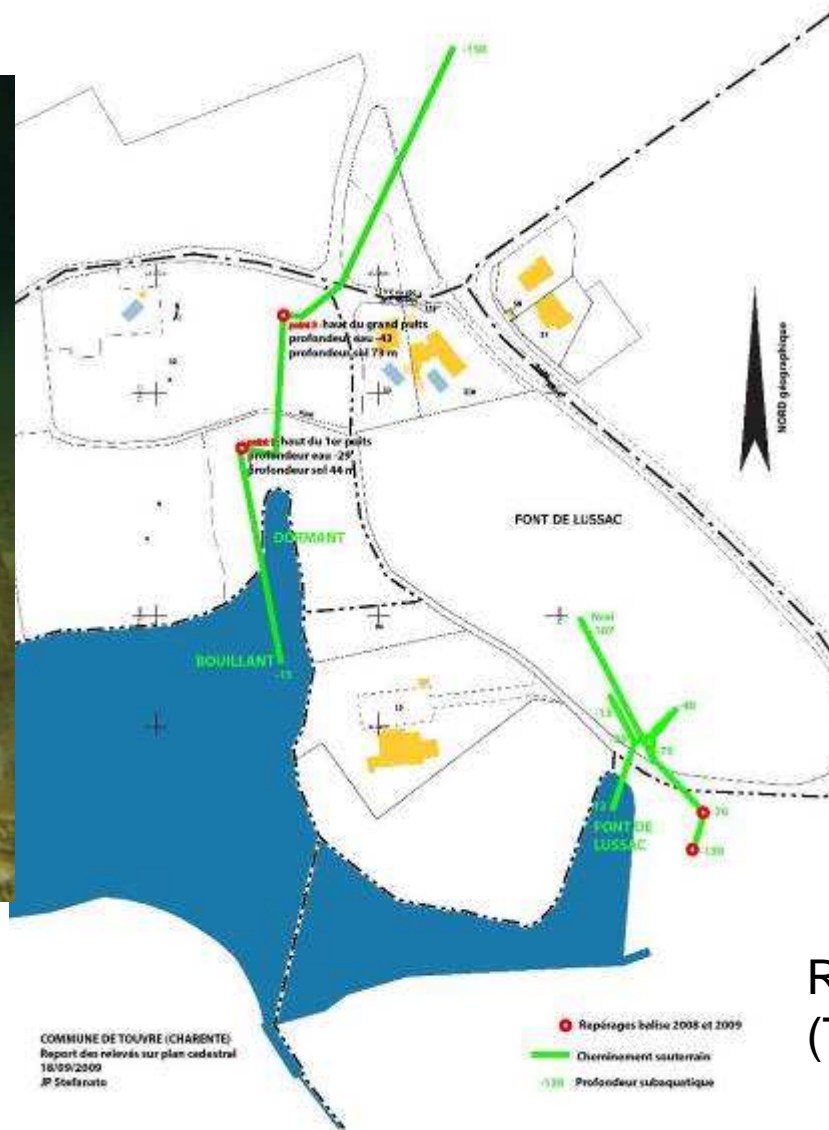 -150
haut du grand puits
profondeur eau -43
profondeur sol 73 m
haut du 1er puits
profondeur eau -29
profondeur sol 44 m
NORD géographique
FONT DE LUSSAC
DORMANT
BOUILLANT
-15
-107
-40
-70
FONT DE
LUSSAC
-130
R
(T
COMMUNE DE TOUVRE (CHARENTE)
Report des relevés sur plan cadastral
18/09/2009
JP Stefanato
Repérages balise 2008 et 2009
Cheminement souterrain
Profondeur subaquatique